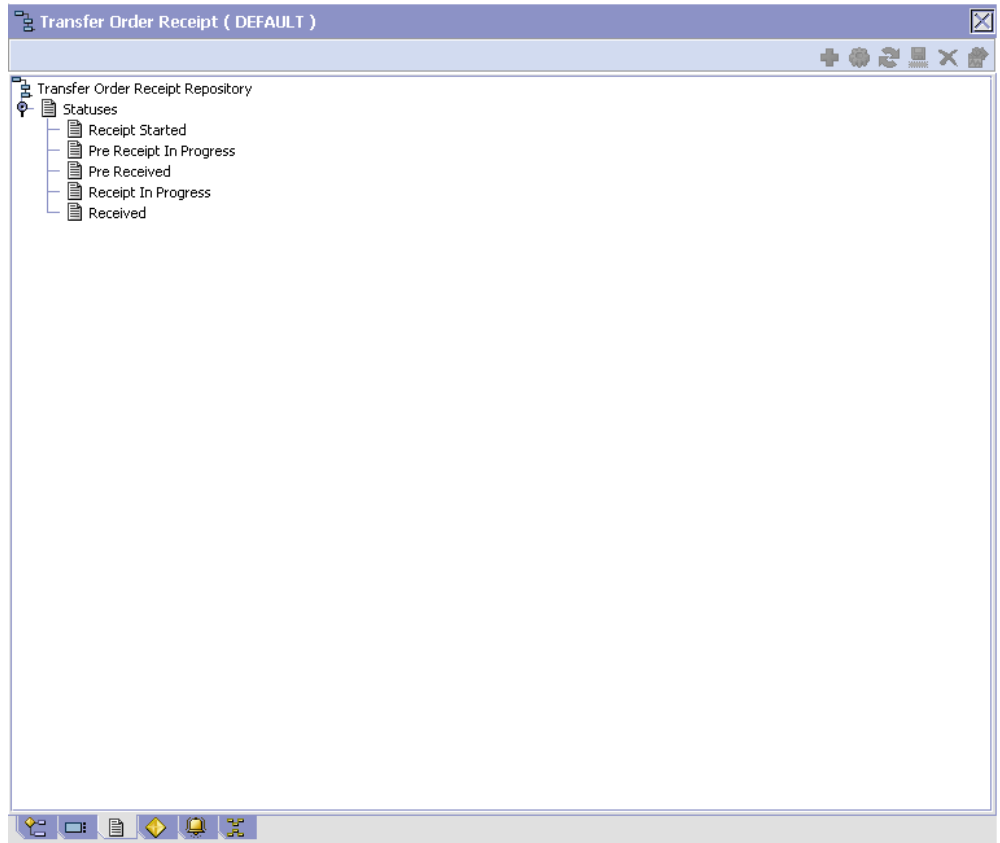 Transfer Order Receipt ( DEFAULT )
Transfer Order Receipt Repository
Statuses
Receipt Started
Pre Receipt In Progress
Pre Received
Receipt In Progress
Received